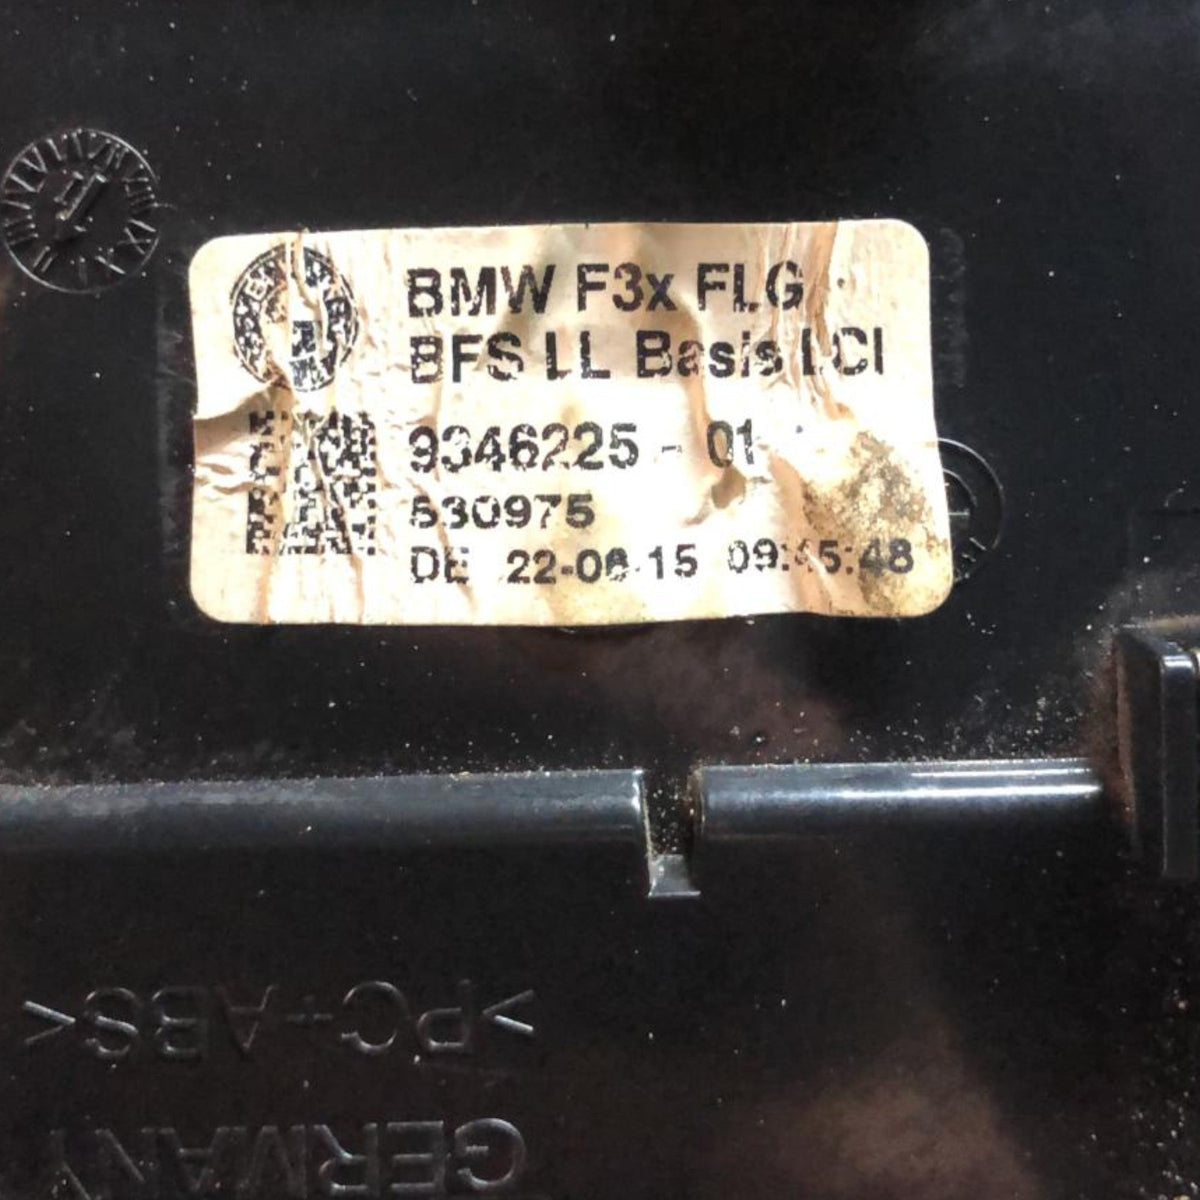 BMW F3x FLG
BFS LL Basis LCI
9346225 - 01
530975
DE 22-06-15 09:45:48
>PC+ABS<
GERMANY